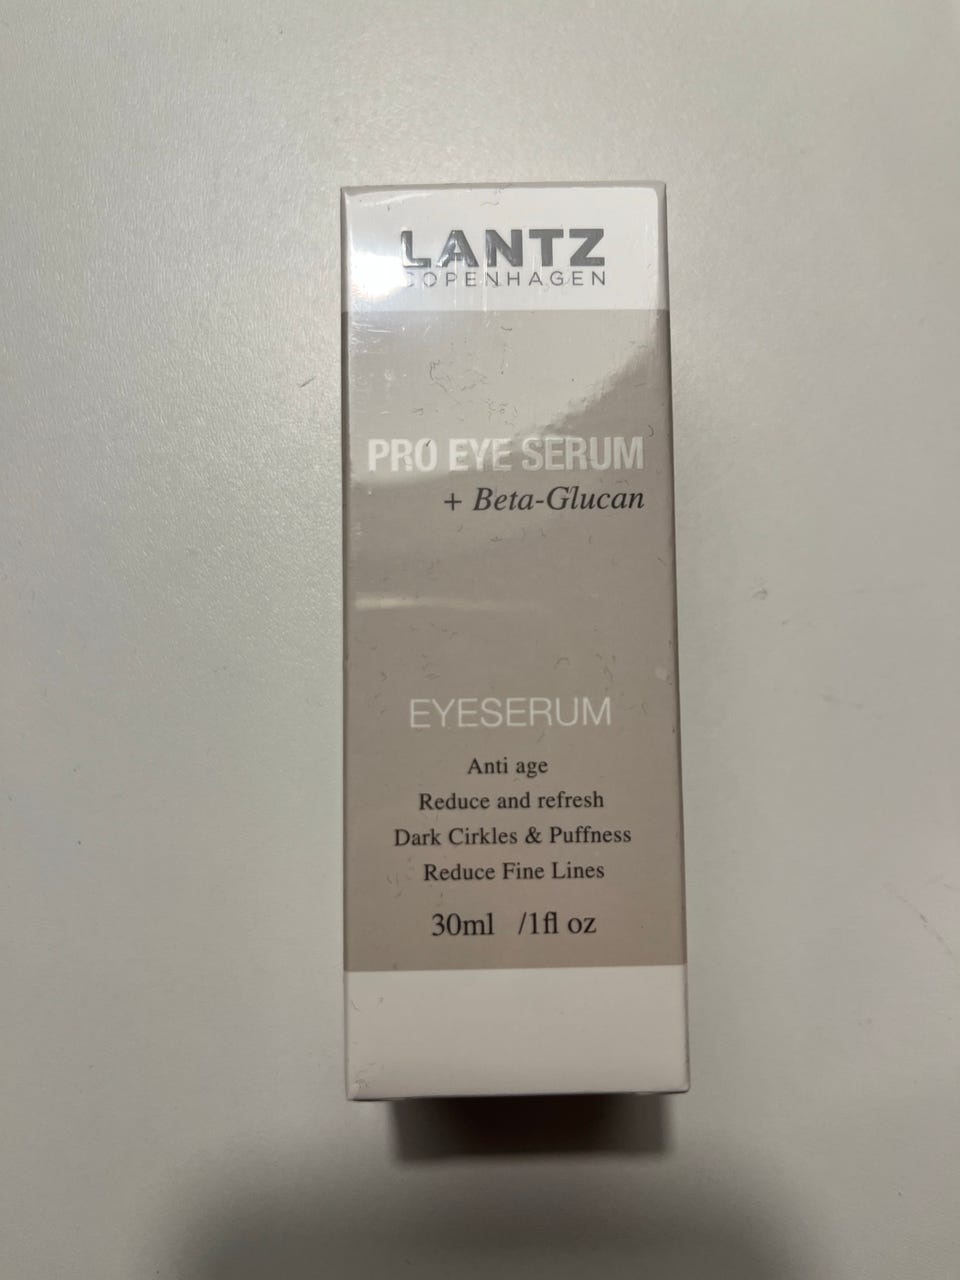 LANTZ
COPENHAGEN
PRO EYE SERUM
+ Beta-Glucan
EYESERUM
Anti age
Reduce and refresh
Dark Cirkles & Puffness
Reduce Fine Lines
30ml /1fl oz